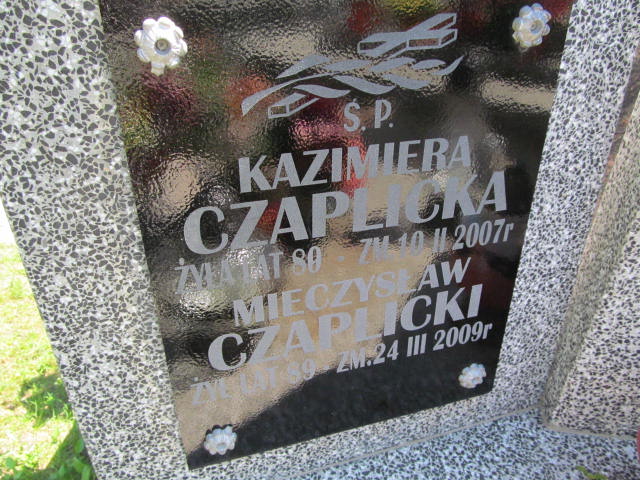 Ś. P.
KAZIMIERA
CZAPLICKA
ŻYŁA LAT 80 - ZM. 10 II 2007r
MIECZYSŁAW
CZAPLICKI
ŻYŁ LAT 89 - ZM. 24 III 2009r